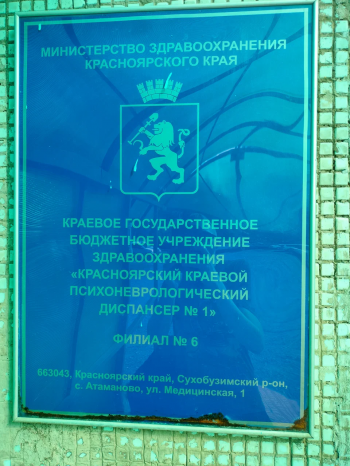 МИНИСТЕРСТВО ЗДРАВООХРАНЕНИЯ
КРАСНОЯРСКОГО КРАЯ
КРАЕВОЕ ГОСУДАРСТВЕННОЕ
БЮДЖЕТНОЕ УЧРЕЖДЕНИЕ
ЗДРАВООХРАНЕНИЯ
«КРАСНОЯРСКИЙ КРАЕВОЙ
ПСИХОНЕВРОЛОГИЧЕСКИЙ
ДИСПАНСЕР № 1»
ФИЛИАЛ № 6
663043, Красноярский край, Сухобузимский р-он,
с. Атаманово, ул. Медицинская, 1